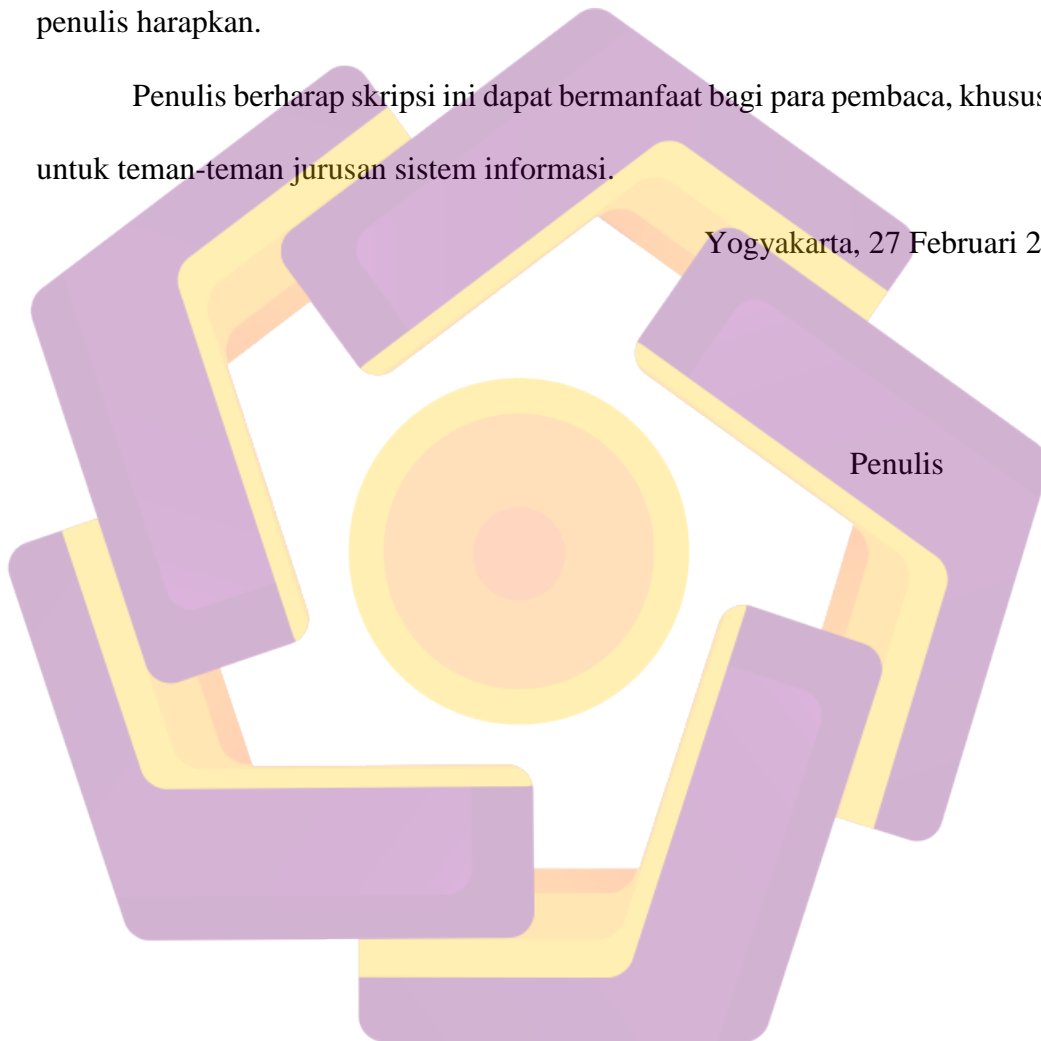 penulis harapkan.
Penulis berharap skripsi ini dapat bermanfaat bagi para pembaca, khusus
untuk teman-teman jurusan sistem informasi.
Yogyakarta, 27 Februari 2
Penulis